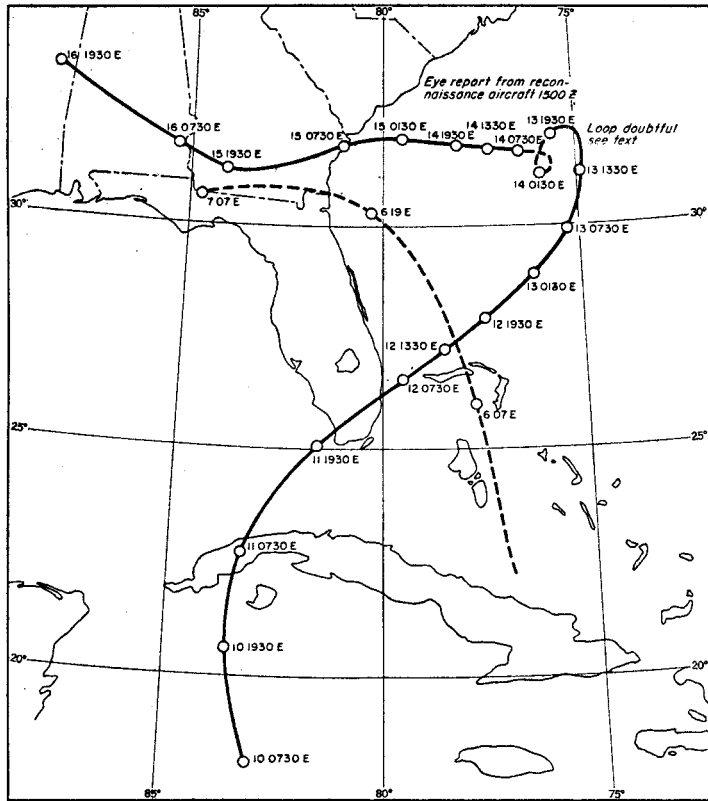 85°
80°
75°
16 1930 E
Eye report from recon-
naissance aircraft 1500 Z
13 1930 E
Loop doubtful
see text
14 1330 E
14 0730 E
14 1930 E
15 0130 E
15 0730 E
16 0730 E
15 1930 E
13 1330 E
14 0130 E
7 07 E
6 19 E
30°
30°
13 0730 E
13 0130 E
12 1930 E
12 1330 E
12 0730 E
6 07 E
25°
25°
11 1930 E
11 0730 E
10 1930 E
20°
20°
10 0730 E
85°
80°
75°